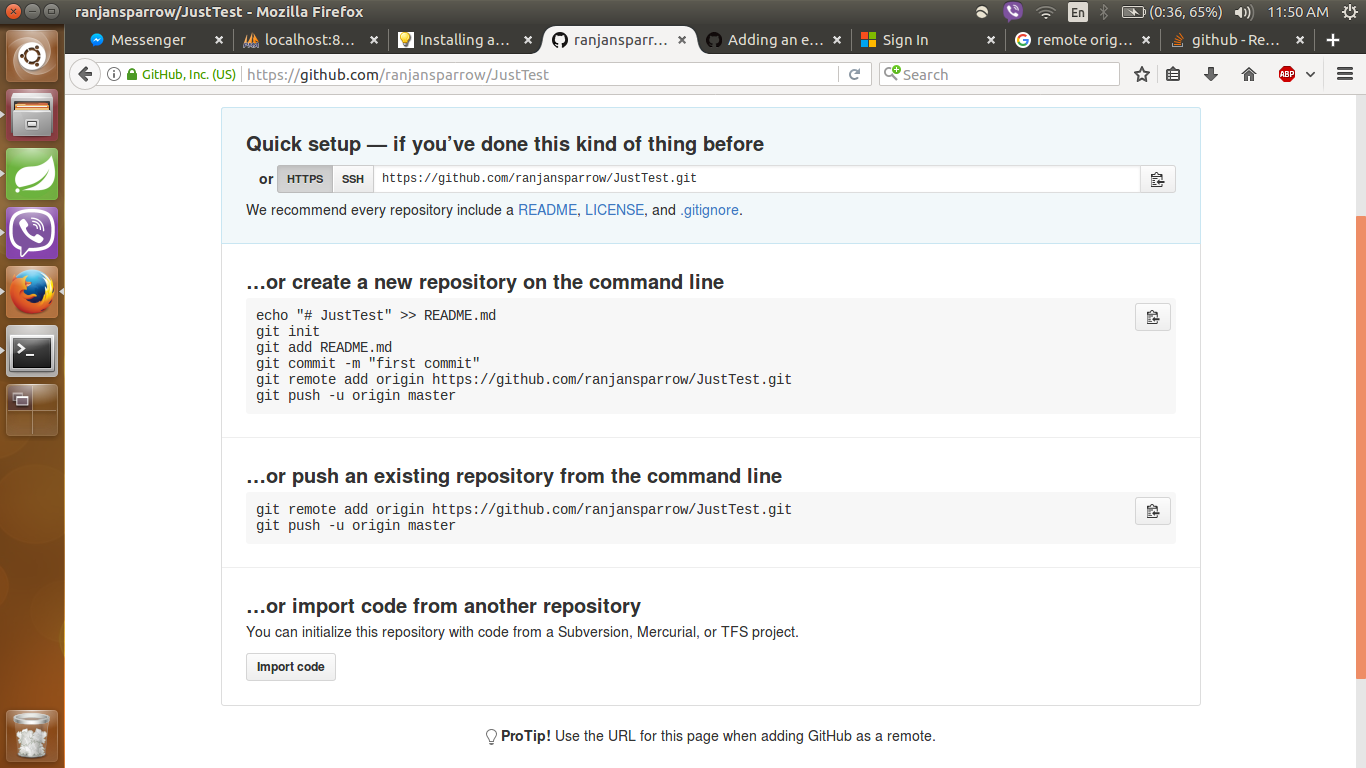 ranjansparrow/JustTest - Mozilla Firefox
En
(0:36, 65%)
11:50 AM
Messenger
localhost:8...
Installing a...
ranjansparr...
Adding an e...
Sign In
remote orig...
github - Re...
GitHub, Inc. (US)
https://github.com/ranjansparrow/JustTest
Search
ABP
Quick setup — if you’ve done this kind of thing before
or HTTPS SSH https://github.com/ranjansparrow/JustTest.git
We recommend every repository include a README, LICENSE, and .gitignore.
…or create a new repository on the command line
echo "# JustTest" >> README.md
git init
git add README.md
git commit -m "first commit"
git remote add origin https://github.com/ranjansparrow/JustTest.git
git push -u origin master
…or push an existing repository from the command line
git remote add origin https://github.com/ranjansparrow/JustTest.git
git push -u origin master
…or import code from another repository
You can initialize this repository with code from a Subversion, Mercurial, or TFS project.
Import code
ProTip! Use the URL for this page when adding GitHub as a remote.